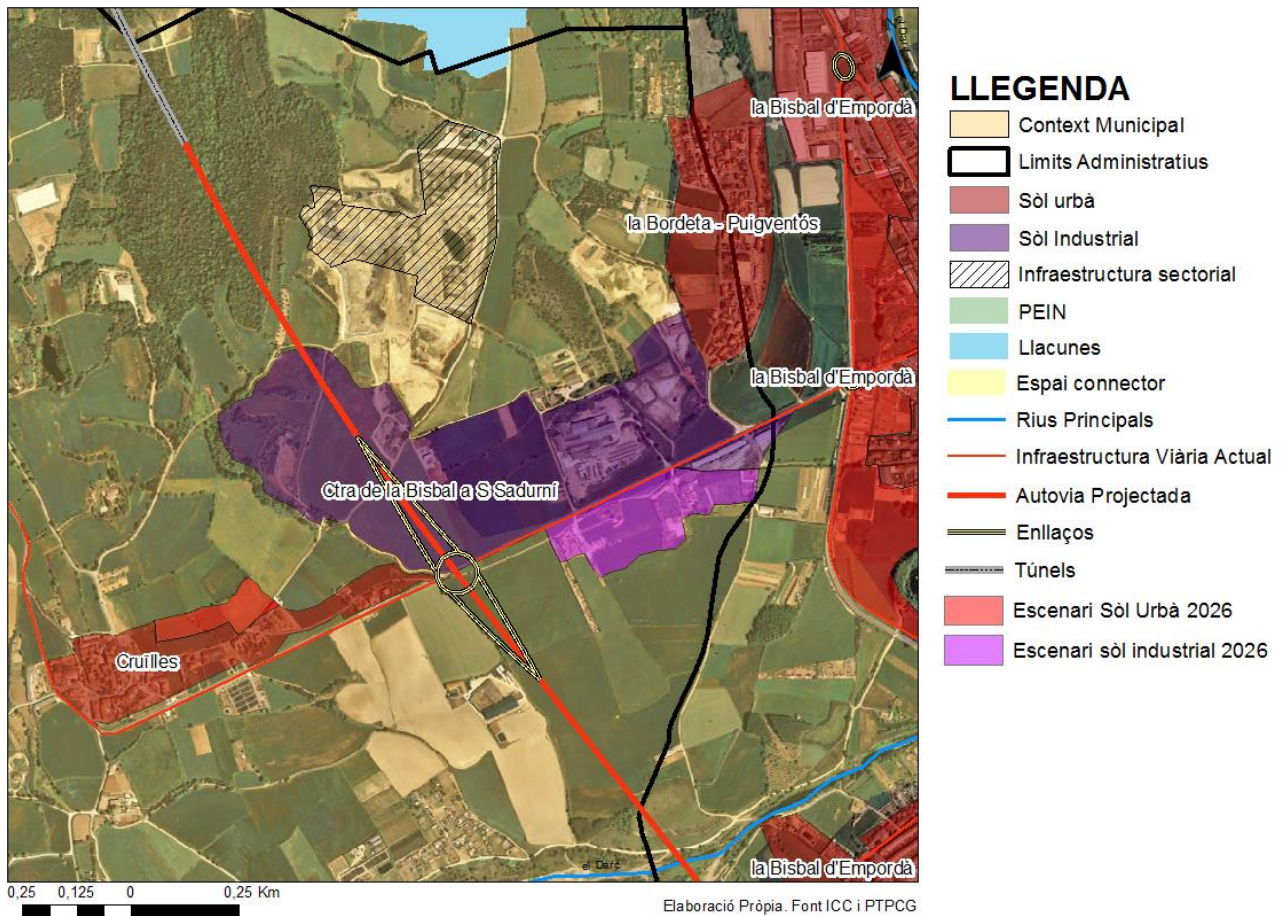 el Darc
N
la Bisbal d'Empordà
la Bordeta - Puigventós
la Bisbal d'Empordà
Ctra de la Bisbal a S Sadurní
Cruïlles
el Darc
la Bisbal d'Empordà
LLEGENDA
Context Municipal
Limits Administratius
Sòl urbà
Sòl Industrial
Infraestructura sectorial
PEIN
Llacunes
Espai connector
Rius Principals
Infraestructura Viària Actual
Autovia Projectada
Enllaços
Túnels
Escenari Sòl Urbà 2026
Escenari sòl industrial 2026
0,25 0,125 0 0,25 Km
Elaboració Pròpia. Font ICC i PTPCG